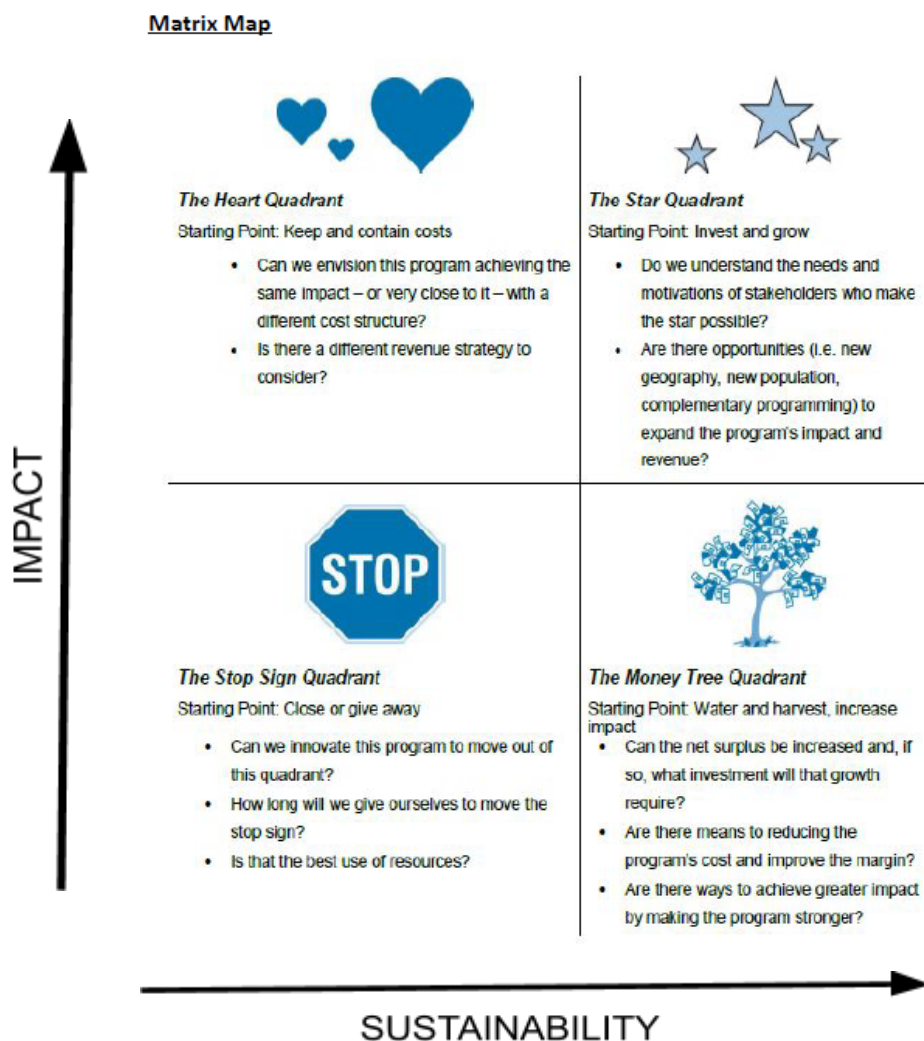 Matrix Map
The Heart Quadrant
Starting Point: Keep and contain costs
• Can we envision this program achieving the
same impact – or very close to it – with a
different cost structure?
• Is there a different revenue strategy to
consider?
The Star Quadrant
Starting Point: Invest and grow
• Do we understand the needs and
motivations of stakeholders who make
the star possible?
• Are there opportunities (i.e. new
geography, new population,
complementary programming) to
expand the program's impact and
revenue?
IMPACT
STOP
The Stop Sign Quadrant
Starting Point: Close or give away
• Can we innovate this program to move out of
this quadrant?
• How long will we give ourselves to move the
stop sign?
• Is that the best use of resources?
The Money Tree Quadrant
Starting Point: Water and harvest, increase
impact
• Can the net surplus be increased and, if
so, what investment will that growth
require?
• Are there means to reducing the
program's cost and improve the margin?
• Are there ways to achieve greater impact
by making the program stronger?
SUSTAINABILITY